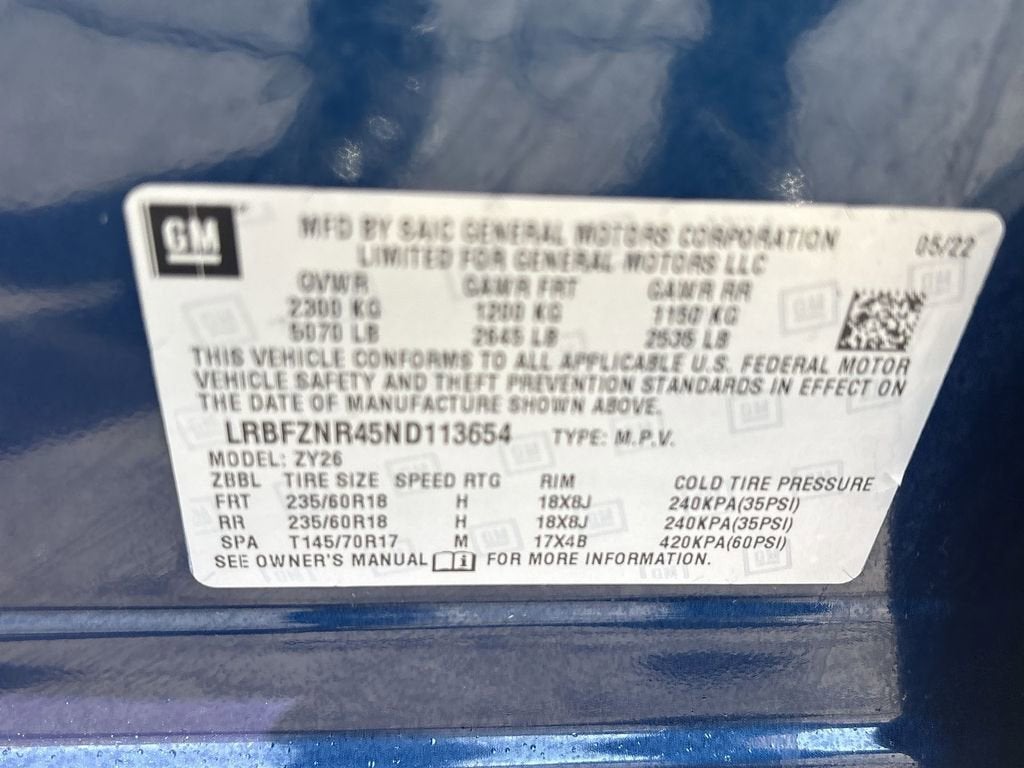 GM
MFD BY SAIC GENERAL MOTORS CORPORATION
LIMITED FOR GENERAL MOTORS LLC
05/22
GVWR GAWR FRT GAWR RR
2300 KG 1200 KG 1150 KG
5070 LB 2645 LB 2535 LB
THIS VEHICLE CONFORMS TO ALL APPLICABLE U.S. FEDERAL MOTOR
VEHICLE SAFETY AND THEFT PREVENTION STANDARDS IN EFFECT ON
THE DATE OF MANUFACTURE SHOWN ABOVE.
LRBFZNR45ND113654 TYPE: M.P.V.
MODEL: ZY26
ZBBL TIRE SIZE SPEED RTG RIM COLD TIRE PRESSURE
FRT 235/60R18 H 18X8J 240KPA(35PSI)
RR 235/60R18 H 18X8J 240KPA(35PSI)
SPA T145/70R17 M 17X4B 420KPA(60PSI)
SEE OWNER'S MANUAL i FOR MORE INFORMATION.